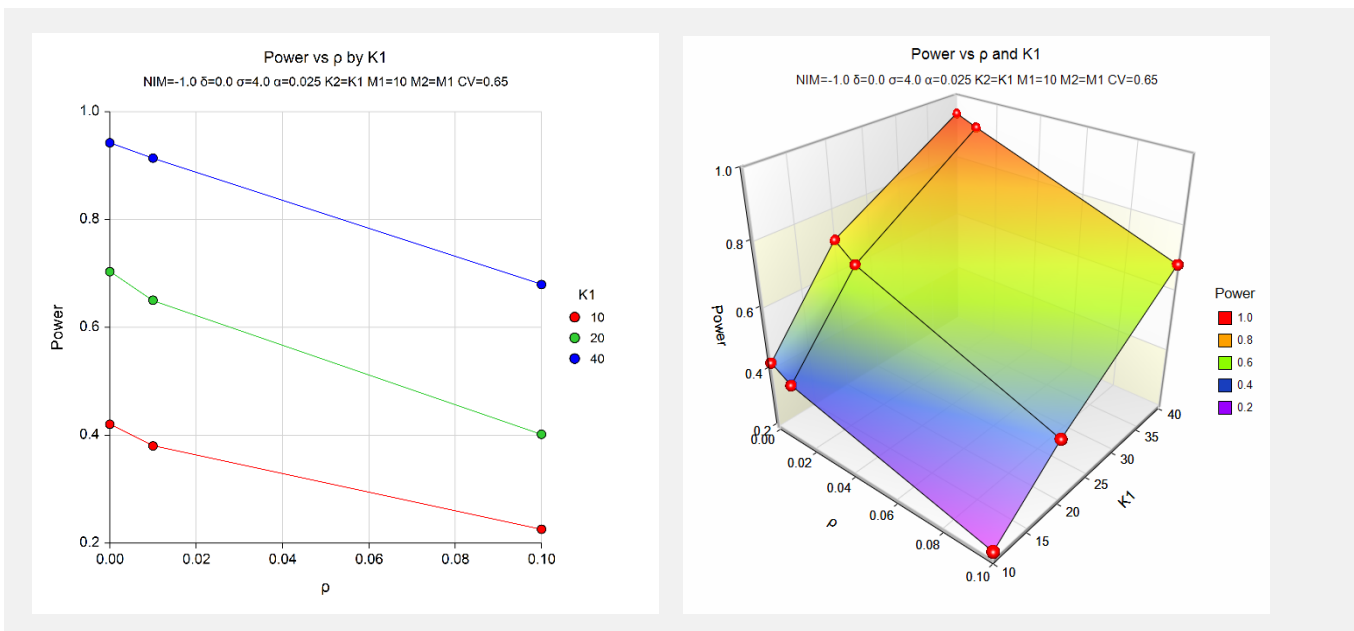 Power vs ρ by K1
NIM=-1.0 δ=0.0 σ=4.0 α=0.025 K2=K1 M1=10 M2=M1 CV=0.65
1.0
0.8
0.6
0.4
0.2
Power
0.00 0.02 0.04 0.06 0.08 0.10
ρ
K1
10
20
40
Power vs ρ and K1
NIM=-1.0 δ=0.0 σ=4.0 α=0.025 K2=K1 M1=10 M2=M1 CV=0.65
1.0
0.8
0.6
0.4
0.2
Power
0.00
0.02
0.04
0.06
0.08
0.10
ρ
10
15
20
25
30
35
40
K1
Power
1.0
0.8
0.6
0.4
0.2